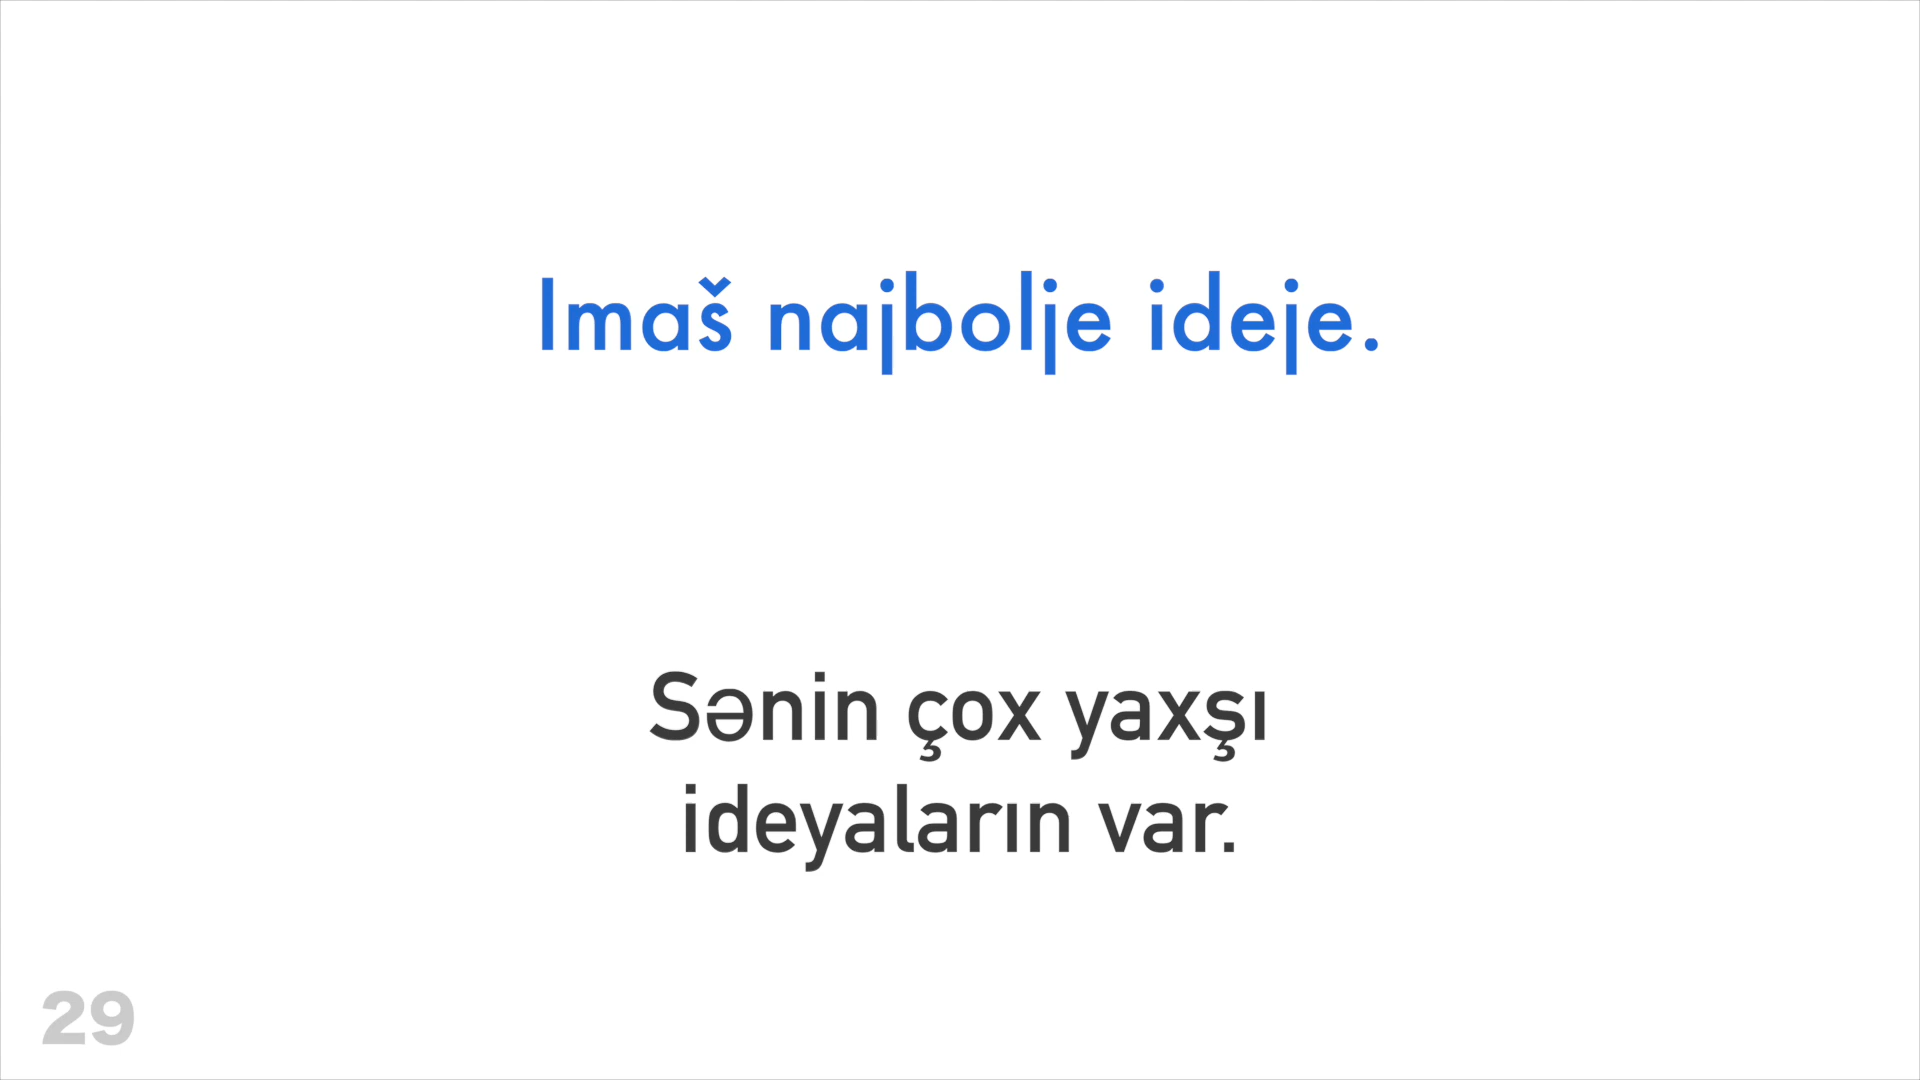 Imaš najbolje ideje.
Sənin çox yaxşı
ideyaların var.
29